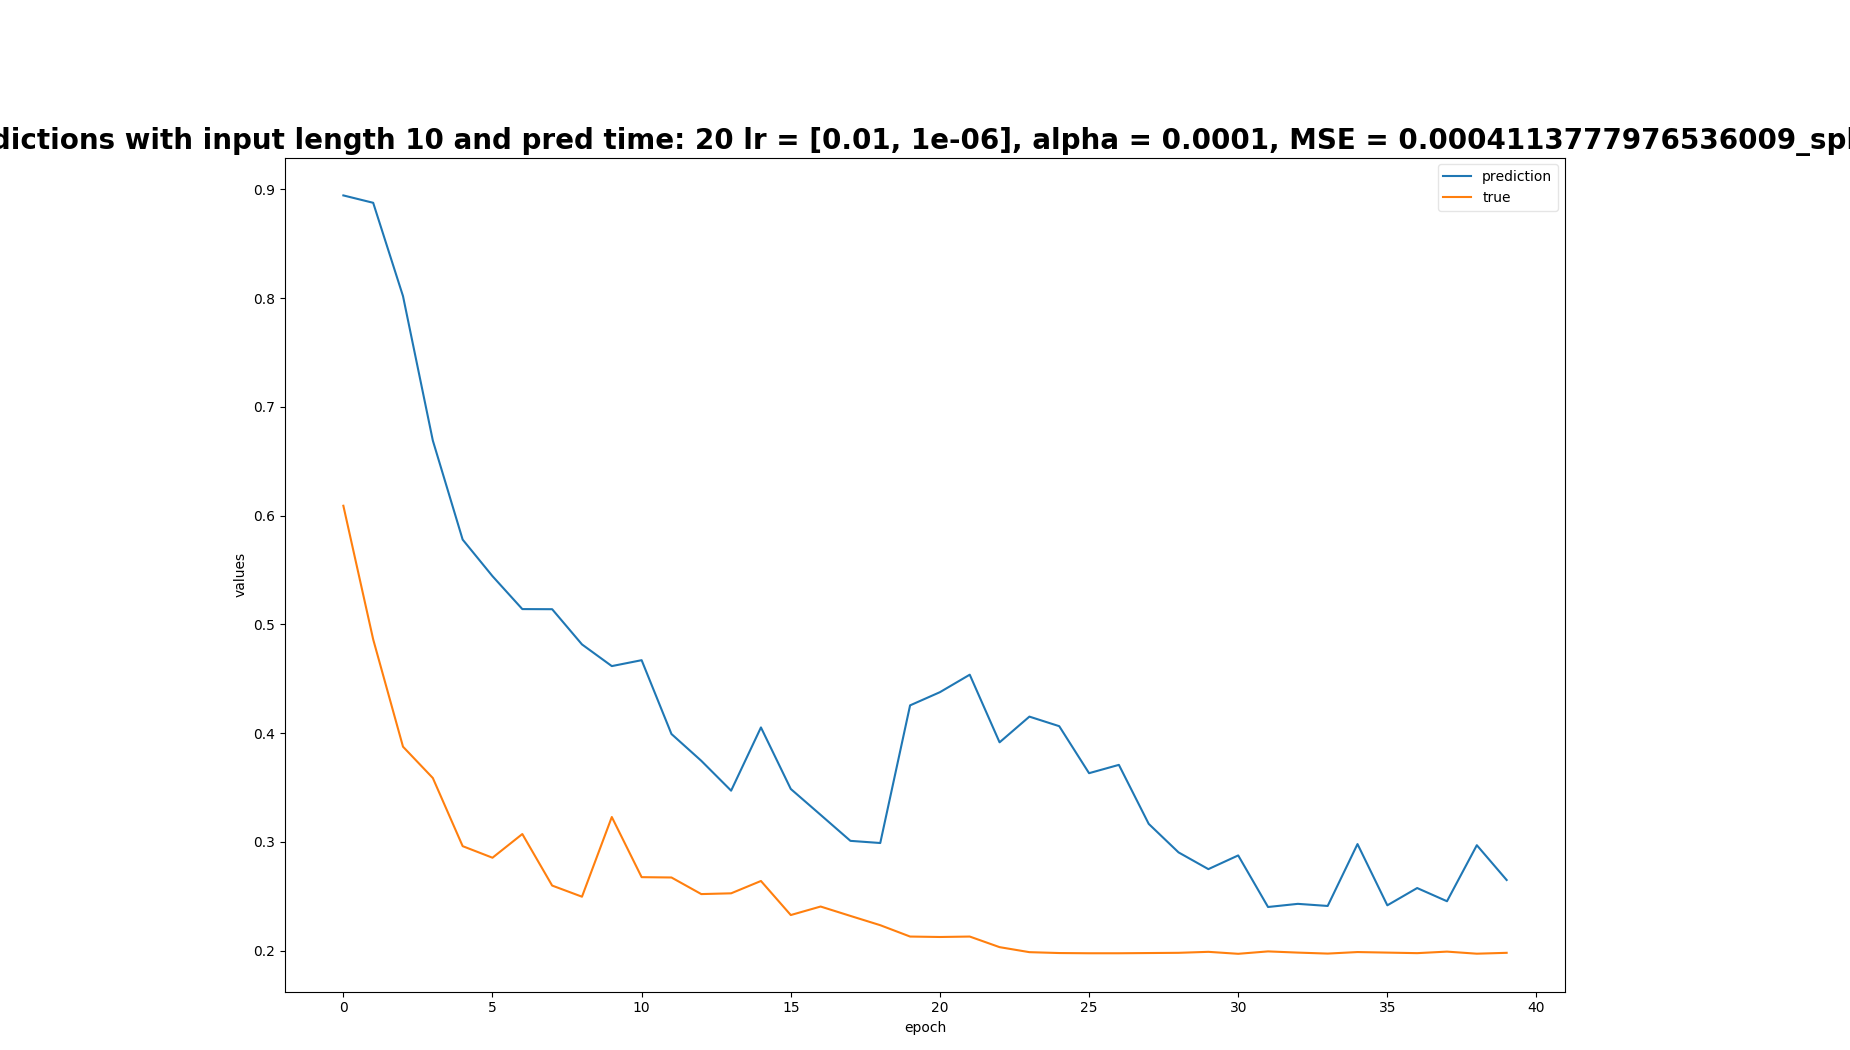 dictions with input length 10 and pred time: 20 lr = [0.01, 1e-06], alpha = 0.0001, MSE = 0.0004113777976536009_spl
prediction
true
0.9
0.8
0.7
0.6
0.5
0.4
0.3
0.2
values
0 5 10 15 20 25 30 35 40
epoch